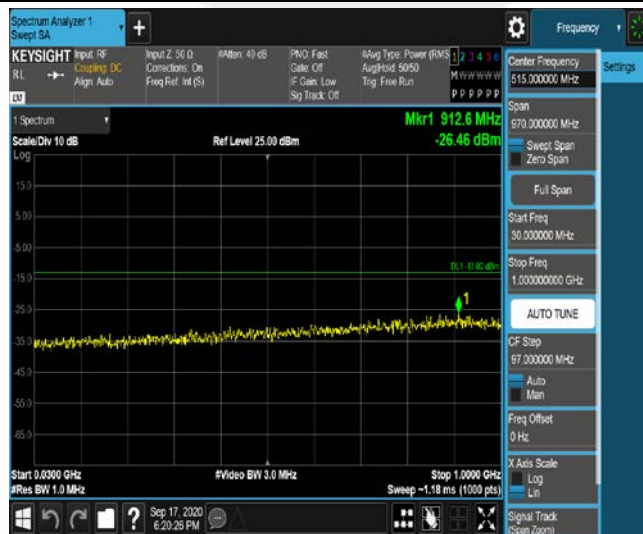 Spectrum Analyzer 1
Swept SA
Frequency
KEYSIGHT
RL
Input: RF
Coupling: DC
Align: Auto
Input Z: 50 Ω
Corrections: On
Freq Ref: Int (S)
#Atten: 40 dB
PNO: Fast
Gate: Off
IF Gain: Low
Sig Track: Off
#Avg Type: Power (RMS
Avg|Hold: 50/50
Trig: Free Run
1 2 3 4 5 6
M W W W W W
P P P P P P
LXI
1 Spectrum
Scale/Div 10 dB
Ref Level 25.00 dBm
Mkr1 912.6 MHz
-26.46 dBm
Log
15.0
5.00
-5.00
-15.0
-25.0
-35.0
-45.0
-55.0
-65.0
DL1 -13.00 dBm
1
Start 0.0300 GHz
#Video BW 3.0 MHz
Stop 1.0000 GHz
#Res BW 1.0 MHz
Sweep ~1.18 ms (1000 pts)
Sep 17, 2020
6:20:26 PM
?
Center Frequency
515.000000 MHz
Settings
Span
970.000000 MHz
Swept Span
Zero Span
Full Span
Start Freq
30.000000 MHz
Stop Freq
1.000000000 GHz
AUTO TUNE
CF Step
97.000000 MHz
Auto
Man
Freq Offset
0 Hz
X Axis Scale
Log
Lin
Signal Track
(Span Zoom)